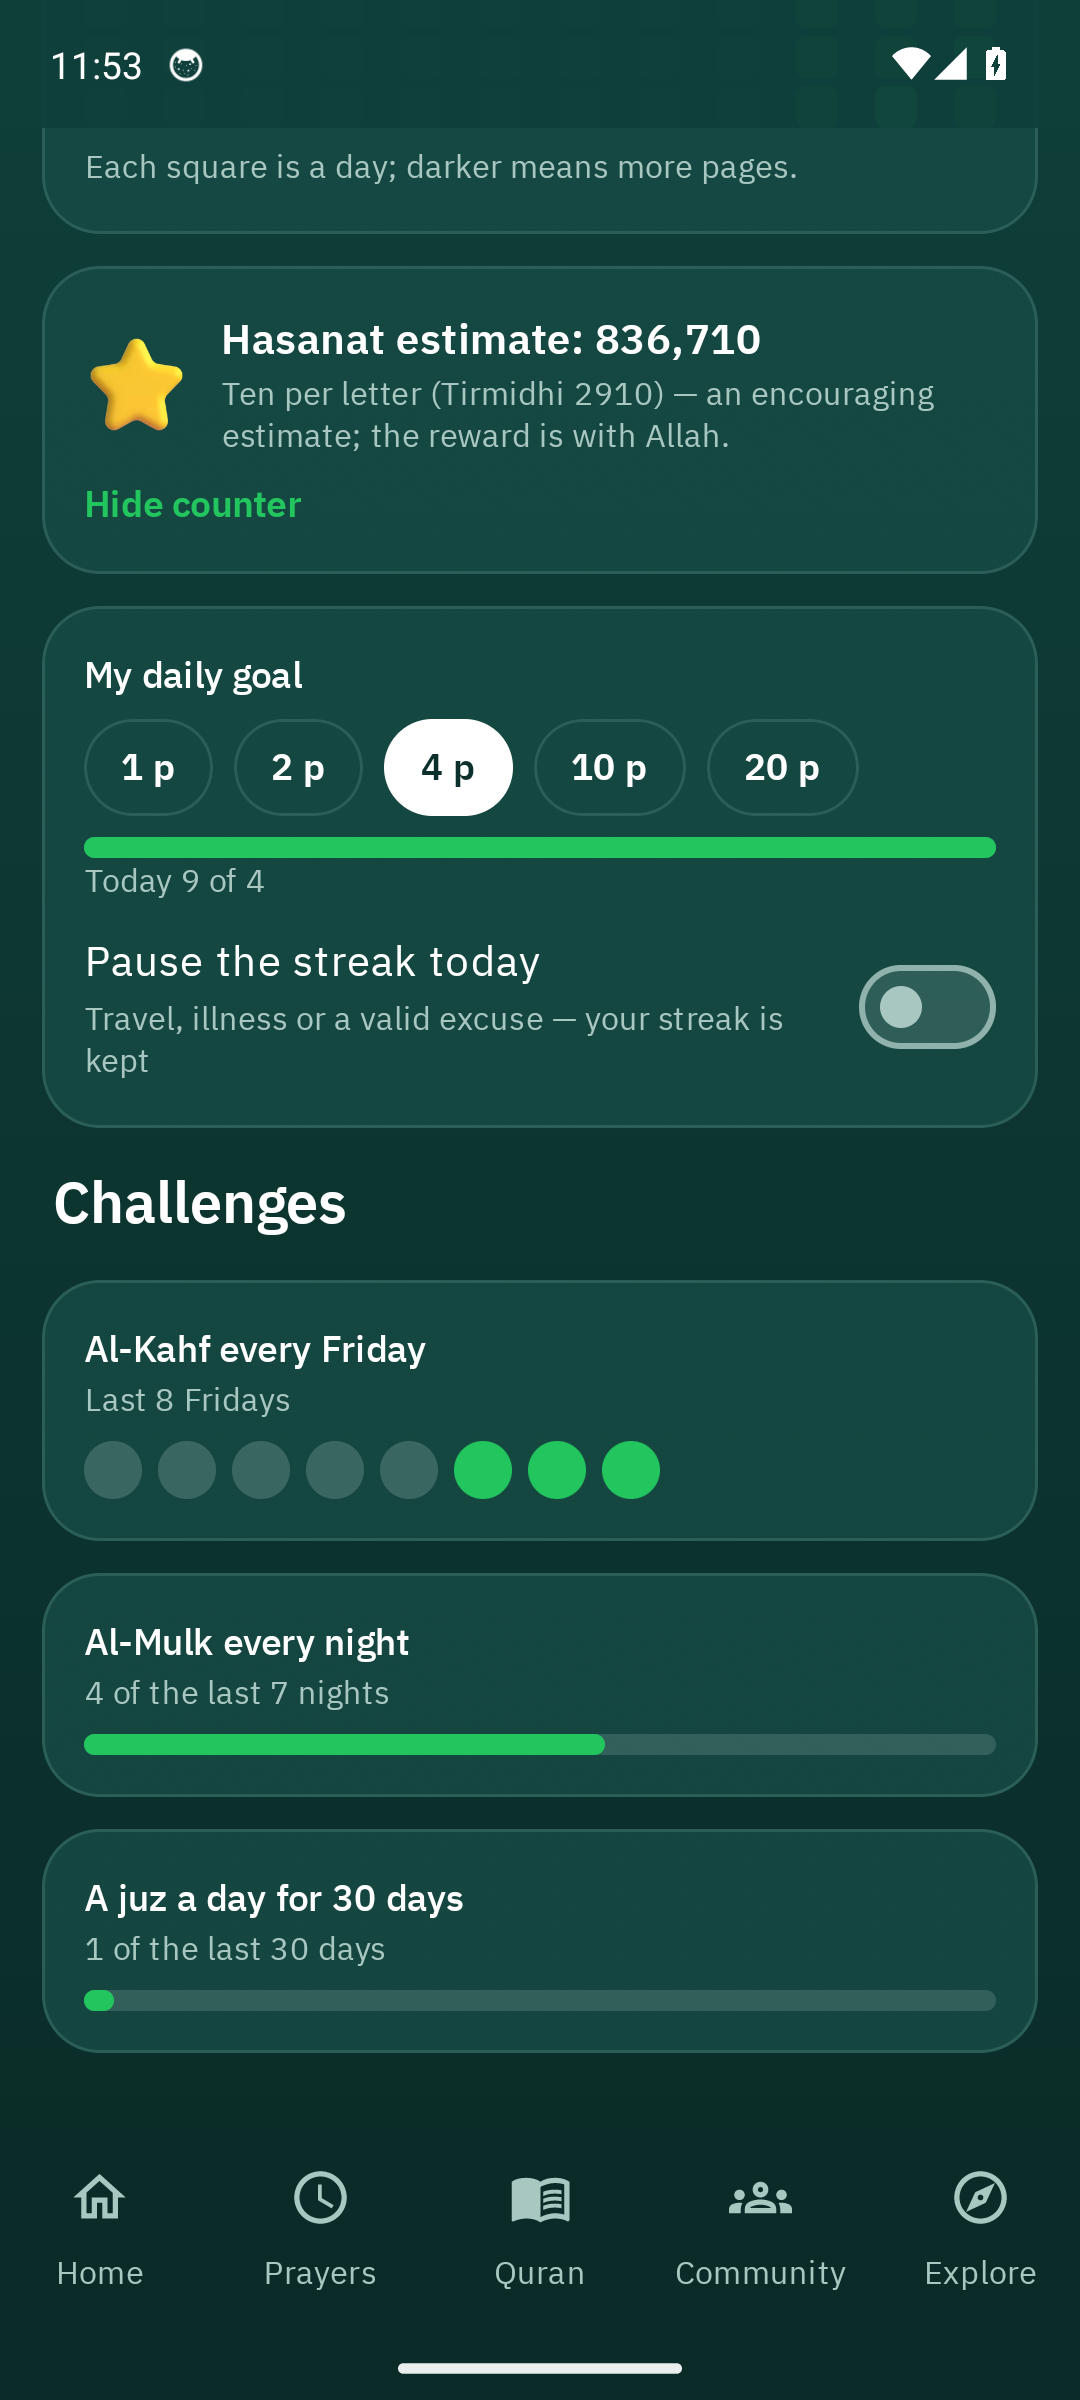 11:53
Each square is a day; darker means more pages.
Hasanat estimate: 836,710
Ten per letter (Tirmidhi 2910) — an encouraging
estimate; the reward is with Allah.
Hide counter
My daily goal
1 p 2 p 4 p 10 p 20 p
Today 9 of 4
Pause the streak today
Travel, illness or a valid excuse — your streak is
kept
Challenges
Al-Kahf every Friday
Last 8 Fridays
Al-Mulk every night
4 of the last 7 nights
A juz a day for 30 days
1 of the last 30 days
Home Prayers Quran Community Explore